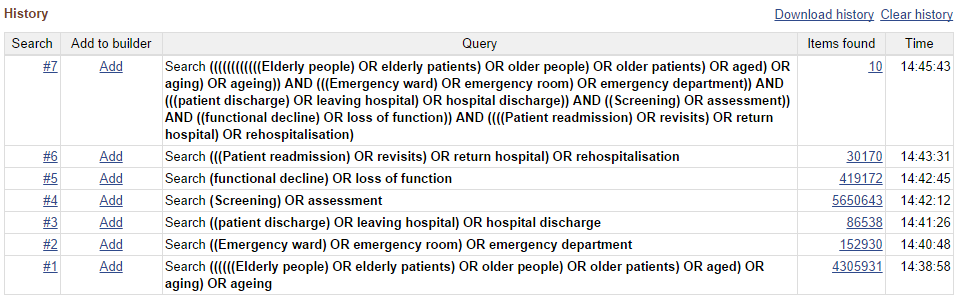 History
Download history Clear history
Search Add to builder Query Items found Time
#7 Add Search ((((((((((((Elderly people) OR elderly patients) OR older people) OR older patients) OR aged) OR 10 14:45:43
aging) OR ageing)) AND (((Emergency ward) OR emergency room) OR emergency department)) AND
(((patient discharge) OR leaving hospital) OR hospital discharge)) AND ((Screening) OR assessment))
AND ((functional decline) OR loss of function)) AND ((((Patient readmission) OR revisits) OR return
hospital) OR rehospitalisation)
#6 Add Search (((Patient readmission) OR revisits) OR return hospital) OR rehospitalisation 30170 14:43:31
#5 Add Search (functional decline) OR loss of function 419172 14:42:45
#4 Add Search (Screening) OR assessment 5650643 14:42:12
#3 Add Search ((patient discharge) OR leaving hospital) OR hospital discharge 86538 14:41:26
#2 Add Search ((Emergency ward) OR emergency room) OR emergency department 152930 14:40:48
#1 Add Search ((((((Elderly people) OR elderly patients) OR older people) OR older patients) OR aged) OR 4305931 14:38:58
aging) OR ageing